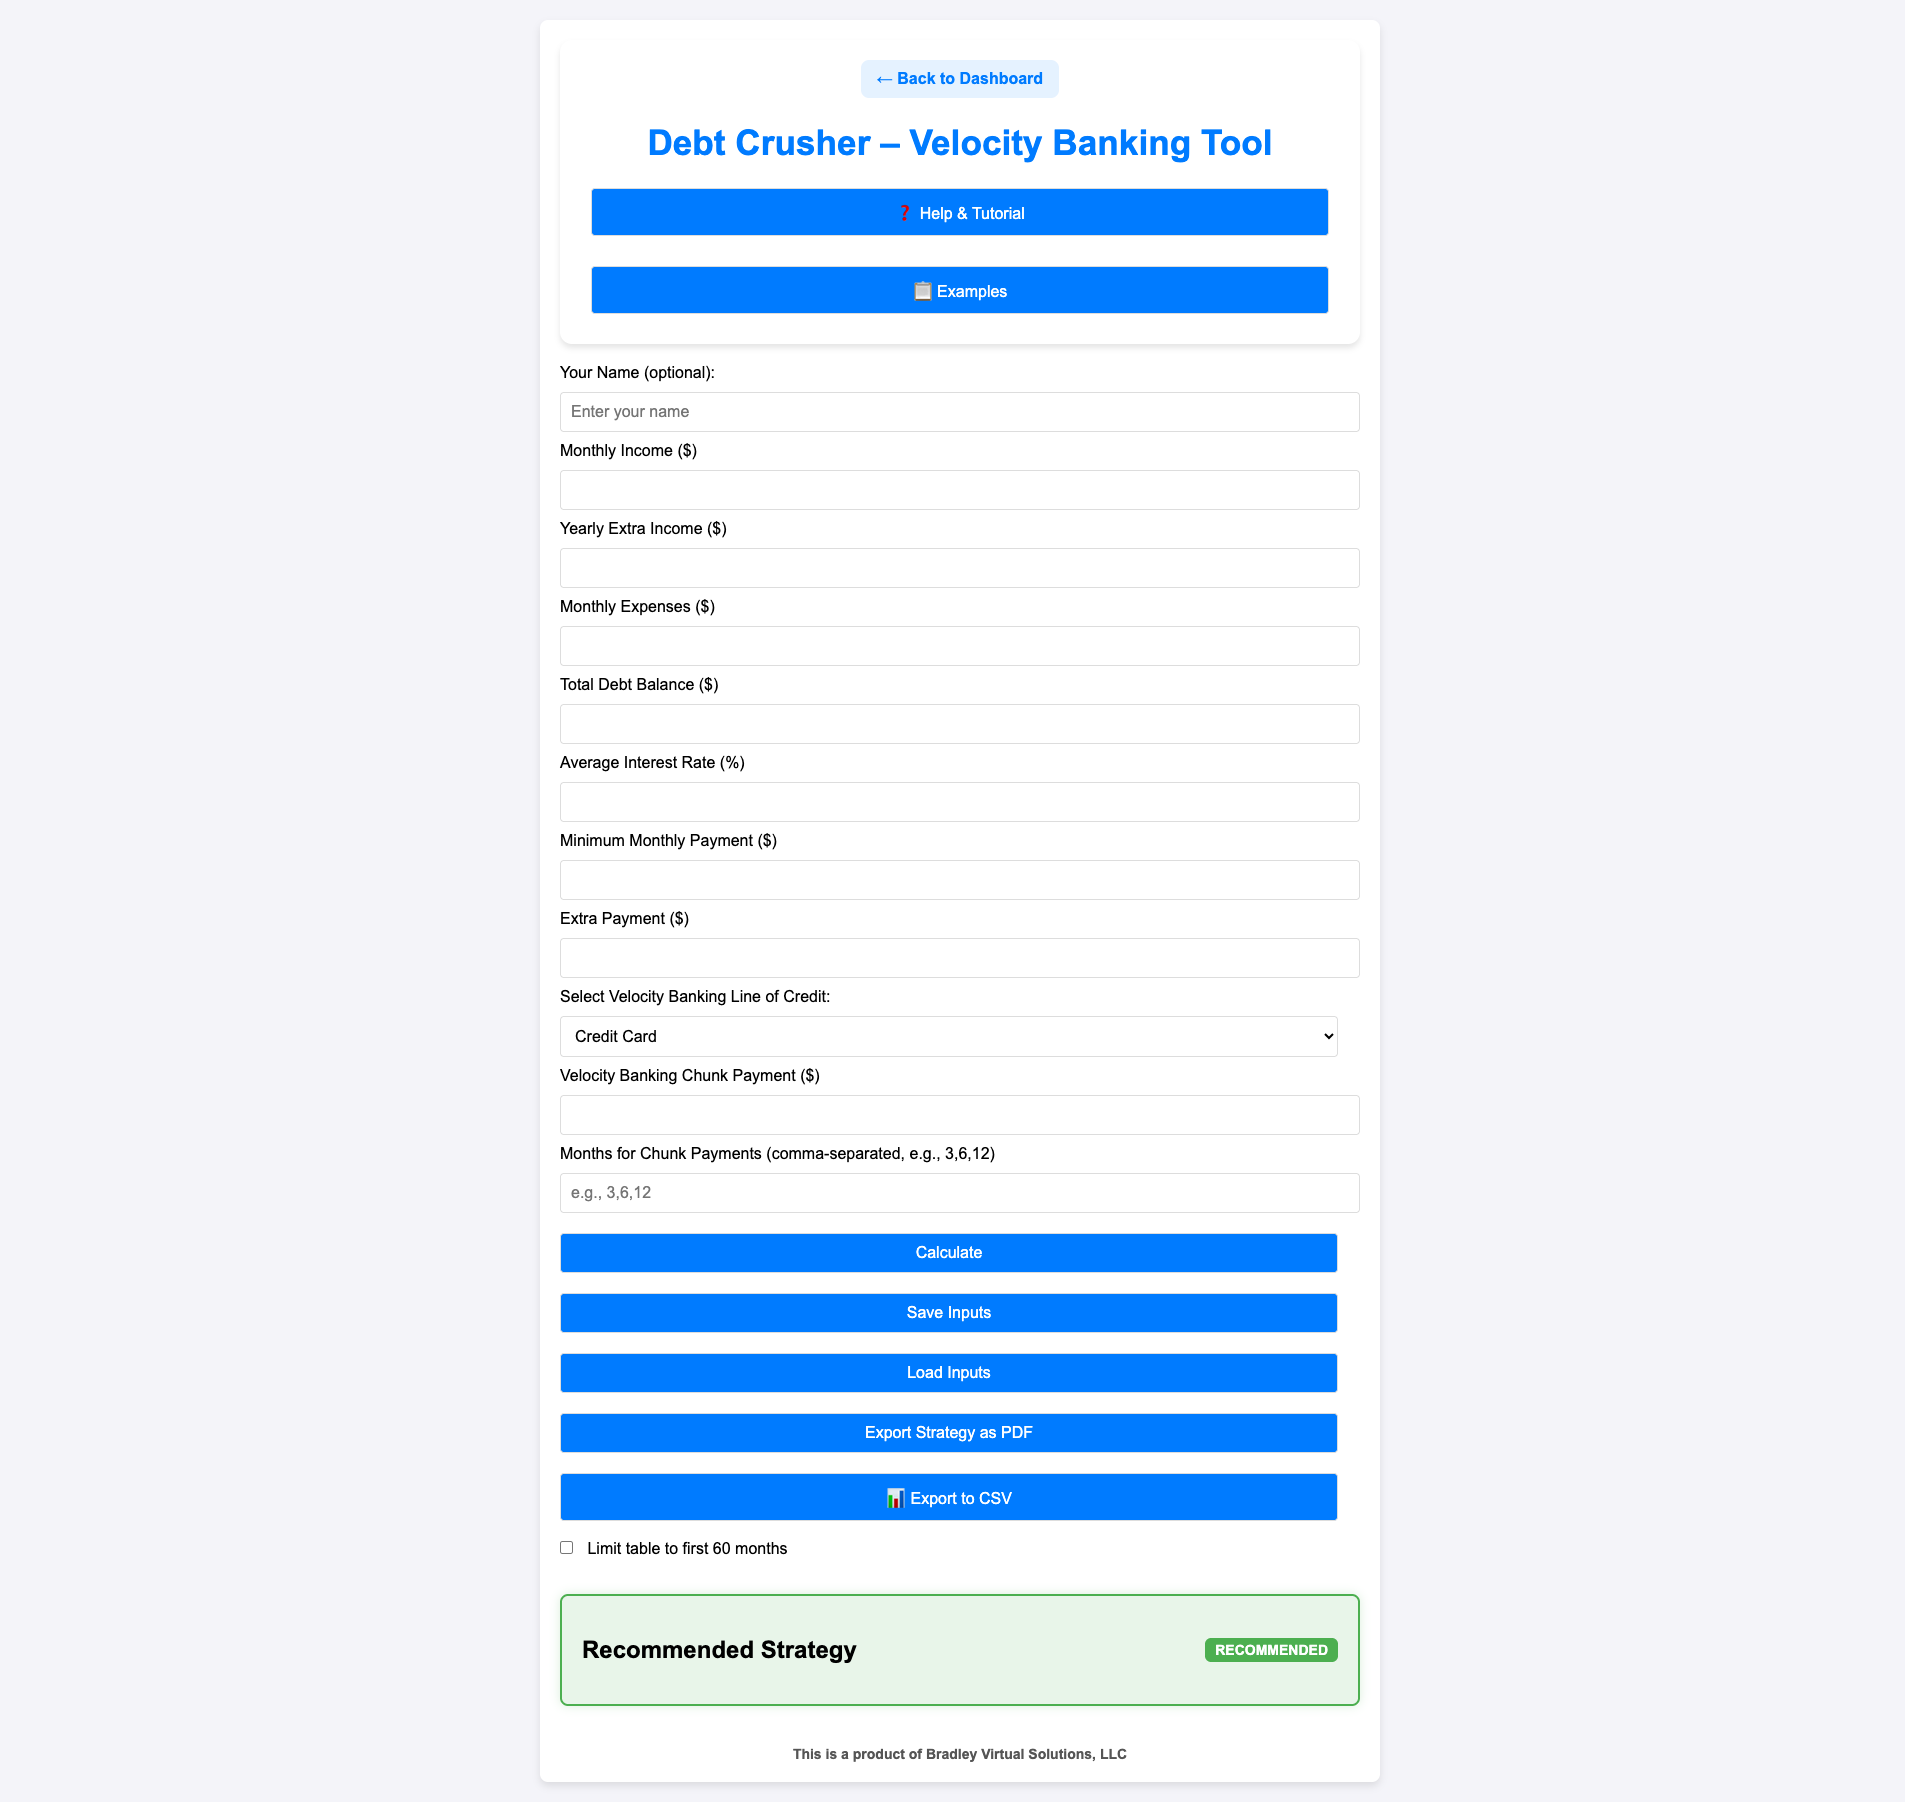 ← Back to Dashboard
Debt Crusher – Velocity Banking Tool
❓ Help & Tutorial
📋 Examples
Your Name (optional):
Enter your name
Monthly Income ($)
Yearly Extra Income ($)
Monthly Expenses ($)
Total Debt Balance ($)
Average Interest Rate (%)
Minimum Monthly Payment ($)
Extra Payment ($)
Select Velocity Banking Line of Credit:
Credit Card
Velocity Banking Chunk Payment ($)
Months for Chunk Payments (comma-separated, e.g., 3,6,12)
e.g., 3,6,12
Calculate
Save Inputs
Load Inputs
Export Strategy as PDF
📊 Export to CSV
Limit table to first 60 months
Recommended Strategy
RECOMMENDED
This is a product of Bradley Virtual Solutions, LLC